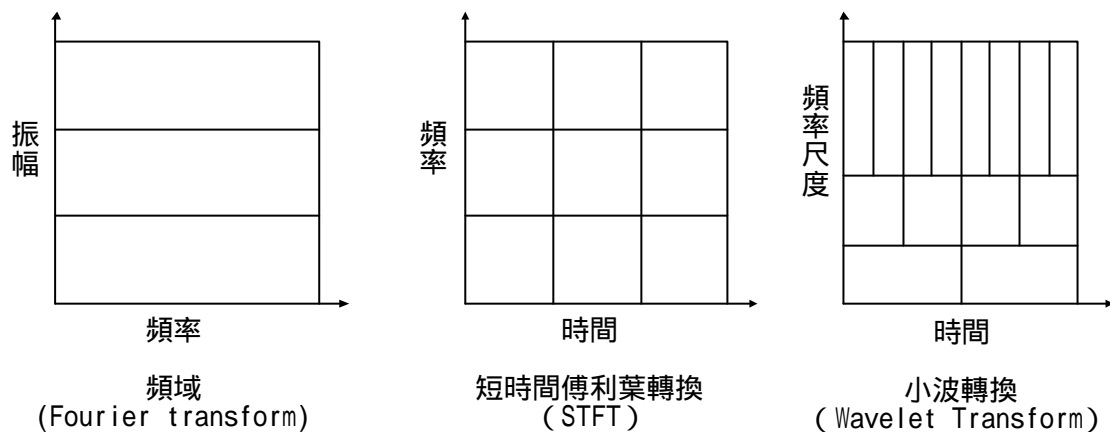 振幅
頻率
頻域
(Fourier transform)
頻率
時間
短時間傅利葉轉換
（STFT）
頻率尺度
時間
小波轉換
（Wavelet Transform）